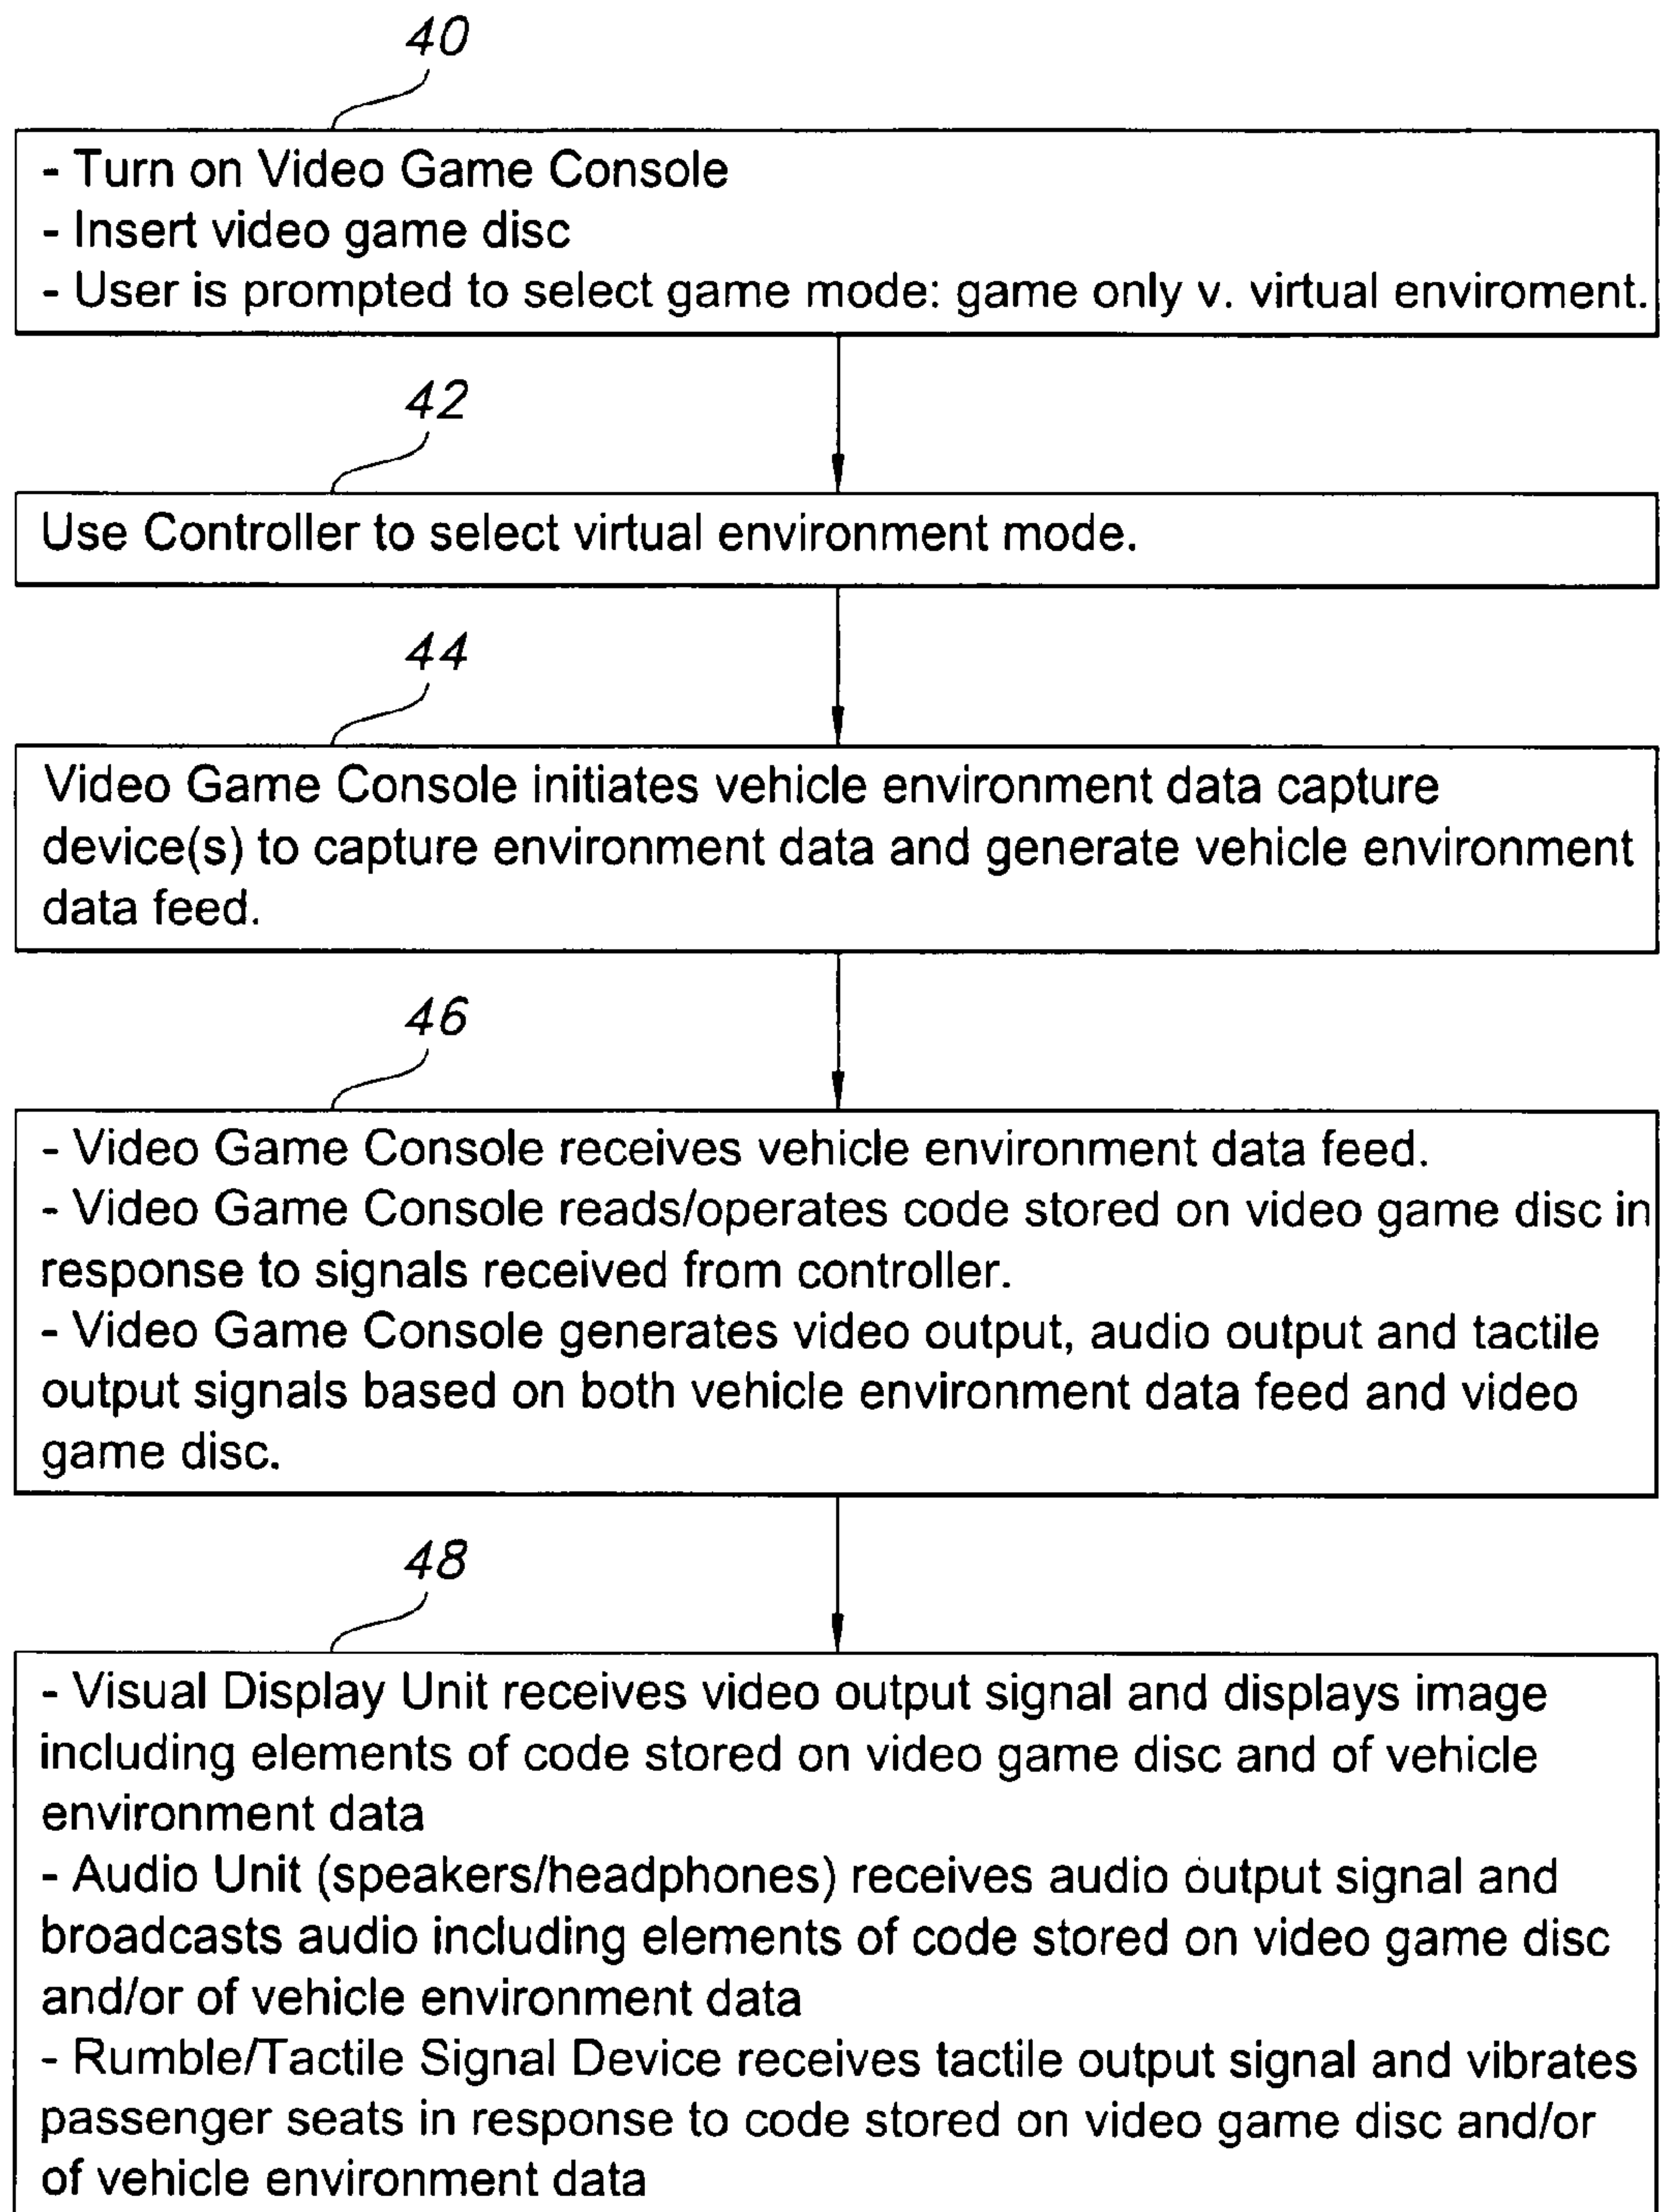 40
- Turn on Video Game Console
- Insert video game disc
- User is prompted to select game mode: game only v. virtual enviroment.
42
Use Controller to select virtual environment mode.
44
Video Game Console initiates vehicle environment data capture
device(s) to capture environment data and generate vehicle environment
data feed.
46
- Video Game Console receives vehicle environment data feed.
- Video Game Console reads/operates code stored on video game disc in
response to signals received from controller.
- Video Game Console generates video output, audio output and tactile
output signals based on both vehicle environment data feed and video
game disc.
48
- Visual Display Unit receives video output signal and displays image
including elements of code stored on video game disc and of vehicle
environment data
- Audio Unit (speakers/headphones) receives audio output signal and
broadcasts audio including elements of code stored on video game disc
and/or of vehicle environment data
- Rumble/Tactile Signal Device receives tactile output signal and vibrates
passenger seats in response to code stored on video game disc and/or
of vehicle environment data